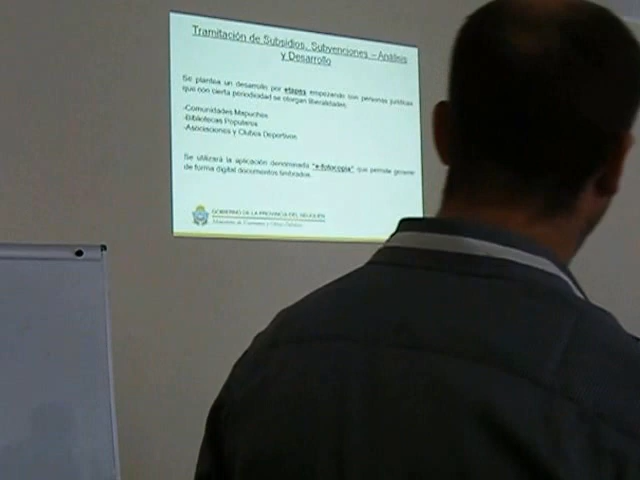 Tramitación de Subsidios, Subvenciones – Análisis
y Desarrollo
Se plantea un desarrollo por etapas empezando con personas jurídicas
que con cierta periodicidad se otorgan liberalidades.
-Comunidades Mapuches
-Bibliotecas Populares
-Asociaciones y Clubes Deportivos
Se utilizará la aplicación denominada "e-fotocopia" que permite generar
de forma digital documentos timbrados.
GOBIERNO DE LA PROVINCIA DEL NEUQUEN